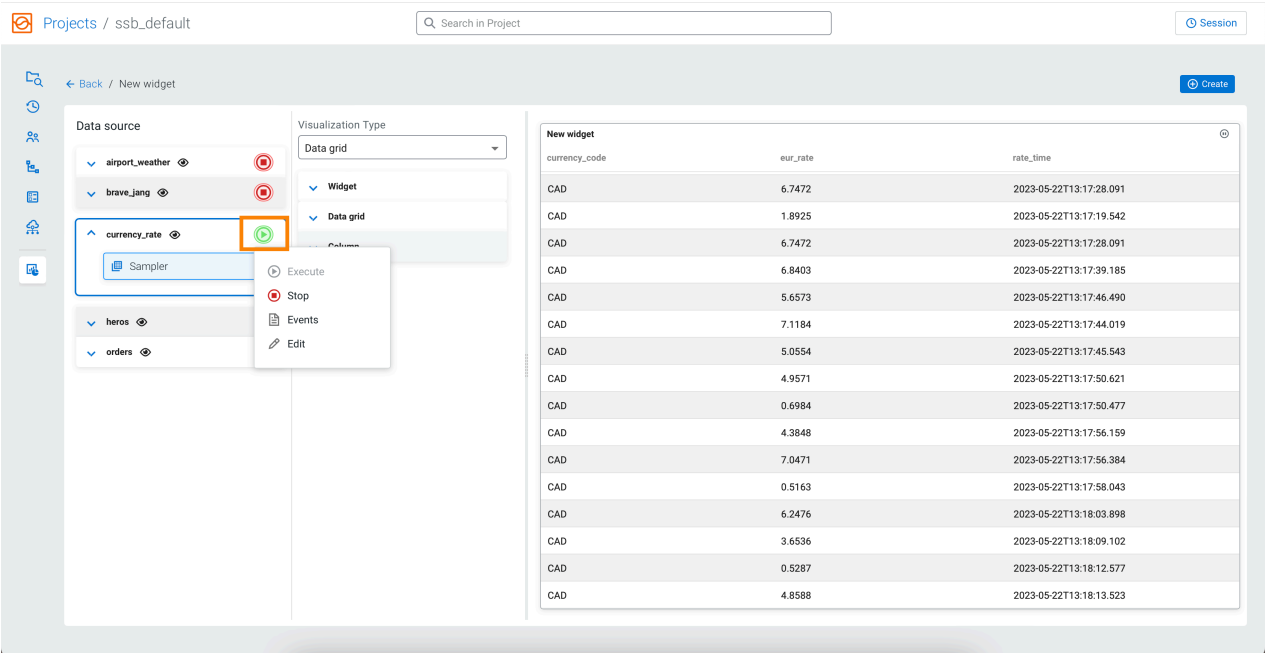 Projects / ssb_default
Search in Project
Session
Back / New widget
Create
Data source
airport_weather
brave_jang
currency_rate
Sampler
heros
orders
Execute
Stop
Events
Edit
Visualization Type
Data grid
Widget
Data grid
Column
New widget
currency_code eur_rate rate_time
CAD 6.7472 2023-05-22T13:17:28.091
CAD 1.8925 2023-05-22T13:17:19.542
CAD 6.7472 2023-05-22T13:17:28.091
CAD 6.8403 2023-05-22T13:17:39.185
CAD 5.6573 2023-05-22T13:17:46.490
CAD 7.1184 2023-05-22T13:17:44.019
CAD 5.0554 2023-05-22T13:17:45.543
CAD 4.9571 2023-05-22T13:17:50.621
CAD 0.6984 2023-05-22T13:17:50.477
CAD 4.3848 2023-05-22T13:17:56.159
CAD 7.0471 2023-05-22T13:17:56.384
CAD 0.5163 2023-05-22T13:17:58.043
CAD 6.2476 2023-05-22T13:18:03.898
CAD 3.6536 2023-05-22T13:18:09.102
CAD 0.5287 2023-05-22T13:18:12.577
CAD 4.8588 2023-05-22T13:18:13.523